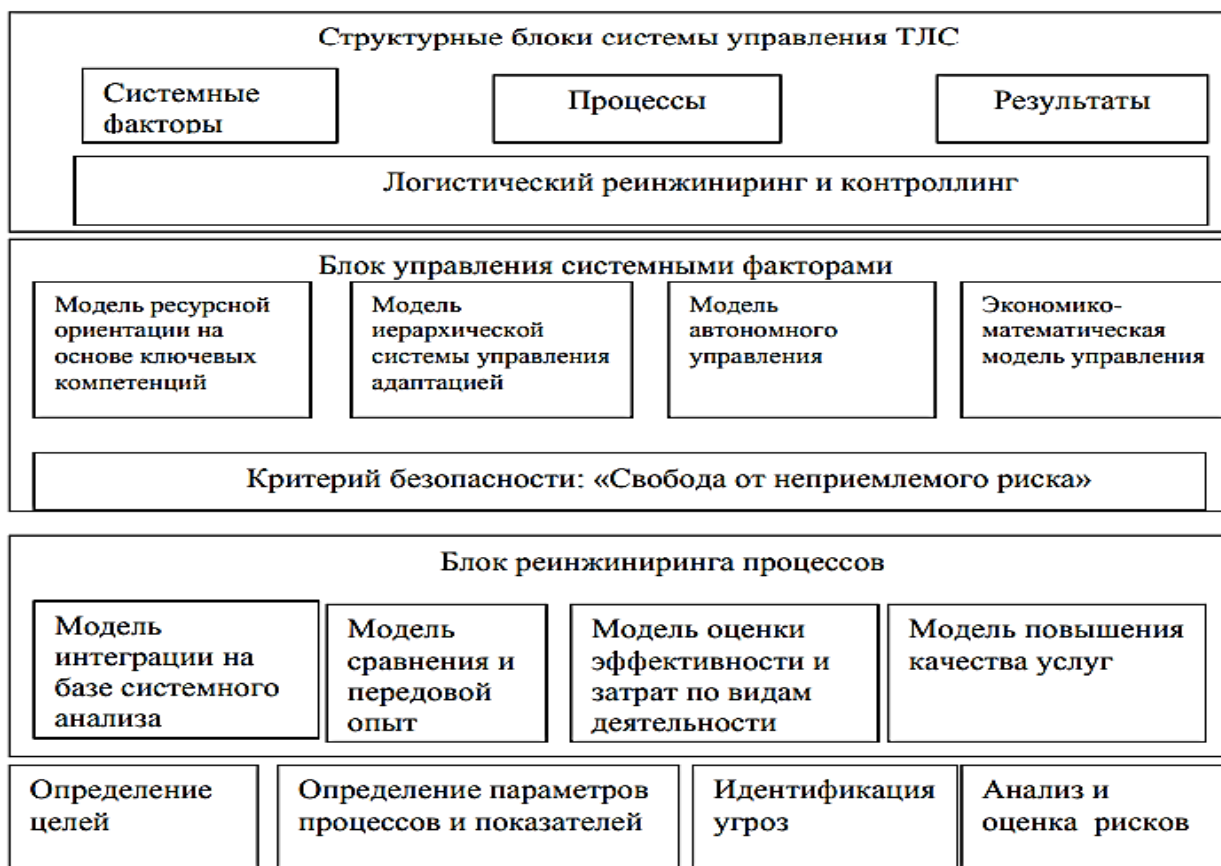 Структурные блоки системы управления ТЛС
Системные
факторы
Процессы
Результаты
Логистический реинжиниринг и контроллинг
Блок управления системными факторами
Модель ресурсной
ориентации на
основе ключевых
компетенций
Модель
иерархической
системы управления
адаптацией
Модель
автономного
управления
Экономико-
математическая
модель управления
Критерий безопасности: «Свобода от неприемлемого риска»
Блок реинжиниринга процессов
Модель
интеграции на
базе системного
анализа
Модель
сравнения и
передовой
опыт
Модель оценки
эффективности и
затрат по видам
деятельности
Модель повышения
качества услуг
Определение
целей
Определение параметров
процессов и показателей
Идентификация
угроз
Анализ и
оценка рисков